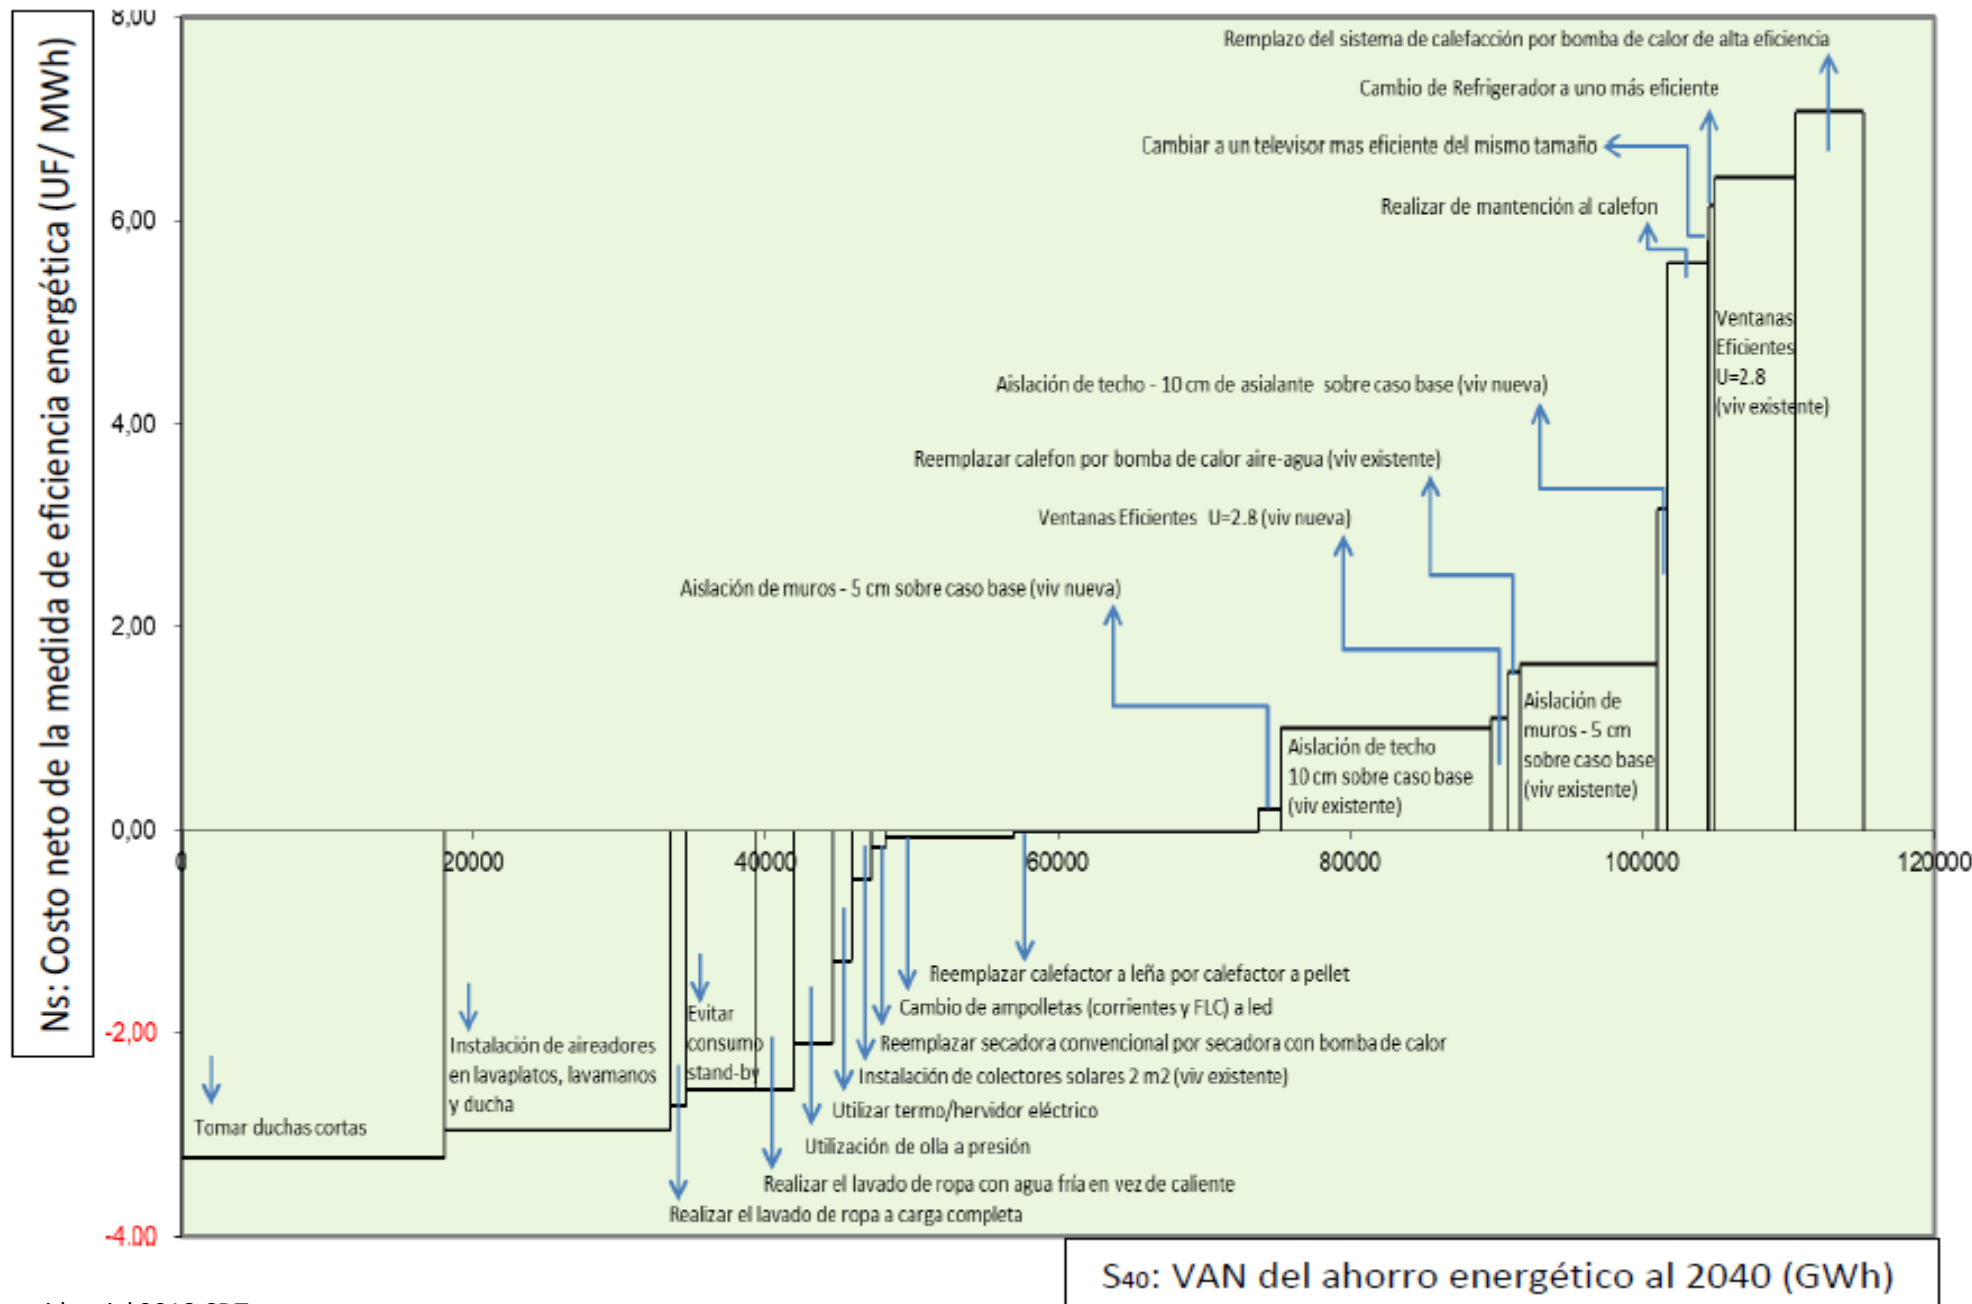 Ns: Costo neto de la medida de eficiencia energética (UF/ MWh)
8,00
6,00
4,00
2,00
0,00
-2,00
-4.00
Remplazo del sistema de calefacción por bomba de calor de alta eficiencia
Cambio de Refrigerador a uno más eficiente
Cambiar a un televisor mas eficiente del mismo tamaño
Realizar de mantención al calefon
Ventanas
Eficientes
U=2.8
(viv existente)
Aislación de techo - 10 cm de asialante sobre caso base (viv nueva)
Reemplazar calefon por bomba de calor aire-agua (viv existente)
Ventanas Eficientes U=2.8 (viv nueva)
Aislación de muros - 5 cm sobre caso base (viv nueva)
Aislación de techo
10 cm sobre caso base
(viv existente)
Aislación de
muros - 5 cm
sobre caso base
(viv existente)
0
20000
40000
60000
80000
100000
120000
Tomar duchas cortas
Instalación de aireadores
en lavaplatos, lavamanos
y ducha
Evitar
consumo
stand-by
Reemplazar calefactor a leña por calefactor a pellet
Cambio de ampolletas (corrientes y FLC) a led
Reemplazar secadora convencional por secadora con bomba de calor
Instalación de colectores solares 2 m2 (viv existente)
Utilizar termo/hervidor eléctrico
Utilización de olla a presión
Realizar el lavado de ropa con agua fría en vez de caliente
Realizar el lavado de ropa a carga completa
S40: VAN del ahorro energético al 2040 (GWh)